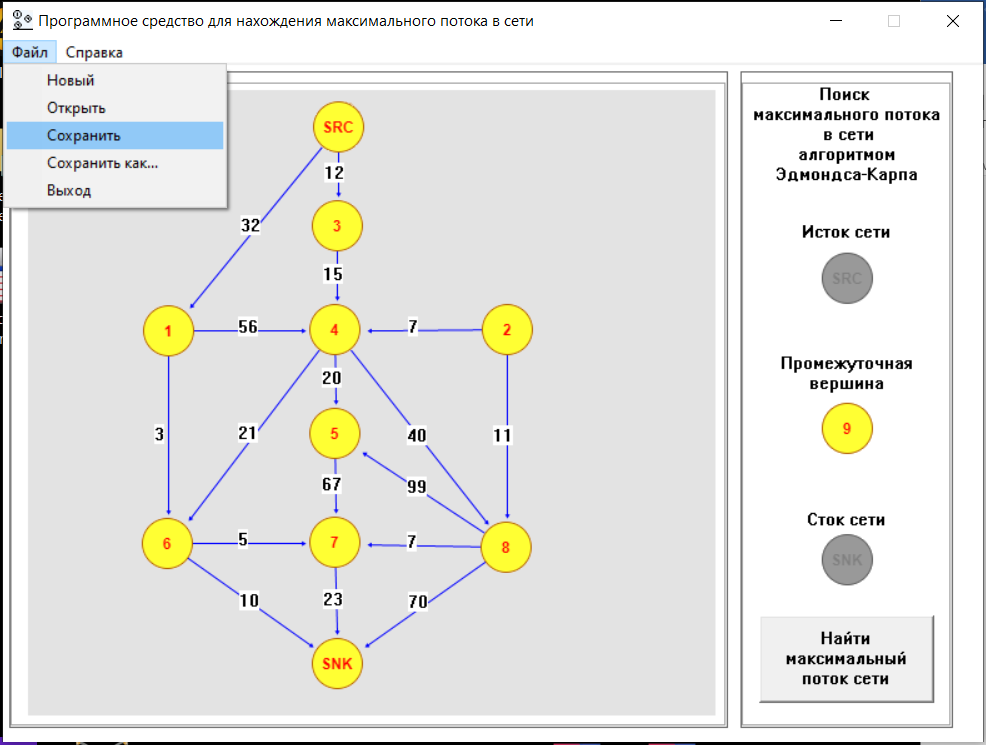 Программное средство для нахождения максимального потока в сети
Файл Справка
Новый
Открыть
Сохранить
Сохранить как...
Выход
SRC
12
32
3
15
1
56
4
7
2
20
3
21
40
11
5
67
99
6
5
7
7
8
10
23
70
SNK
Поиск
максимального потока
в сети
алгоритмом
Эдмондса-Карпа
Исток сети
SRC
Промежуточная
вершина
9
Сток сети
SNK
Найти
максимальный
поток сети